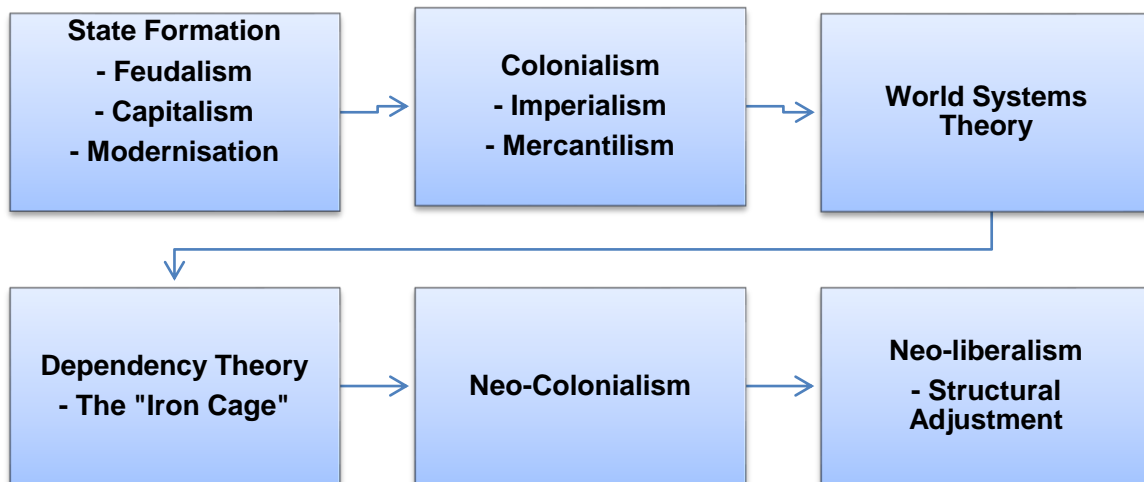 State Formation
- Feudalism
- Capitalism
- Modernisation
Colonialism
- Imperialism
- Mercantilism
World Systems
Theory
Dependency Theory
- The "Iron Cage"
Neo-Colonialism
Neo-liberalism
- Structural
Adjustment